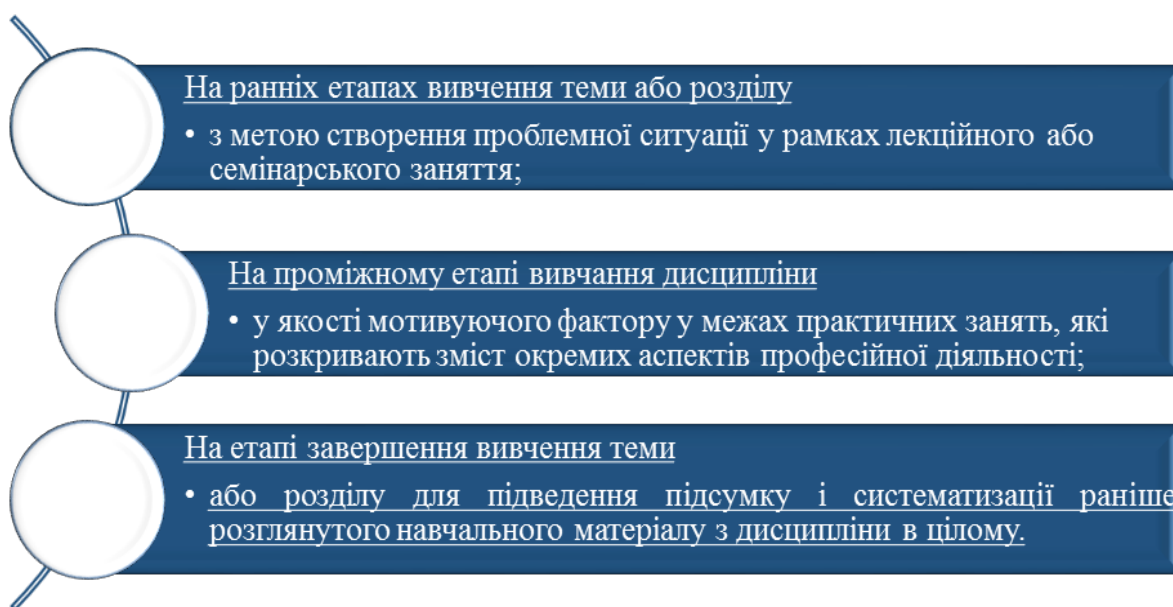 На ранніх етапах вивчення теми або розділу
• з метою створення проблемної ситуації у рамках лекційного або
семінарського заняття;
На проміжному етапі вивчання дисципліни
• у якості мотивуючого фактору у межах практичних занять, які
розкривають зміст окремих аспектів професійної діяльності;
На етапі завершення вивчення теми
• або розділу для підведення підсумку і систематизації раніше
розглянутого навчального матеріалу з дисципліни в цілому.